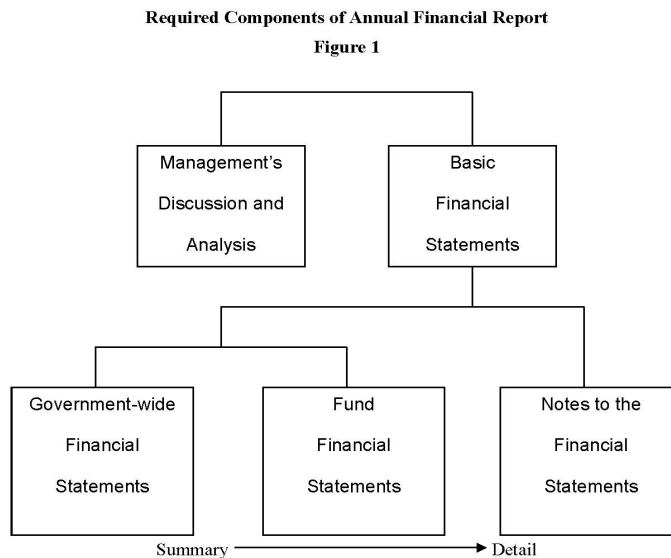 Required Components of Annual Financial Report
Figure 1
Management’s
Discussion and
Analysis
Basic
Financial
Statements
Government-wide
Financial
Statements
Fund
Financial
Statements
Notes to the
Financial
Statements
Summary
Detail